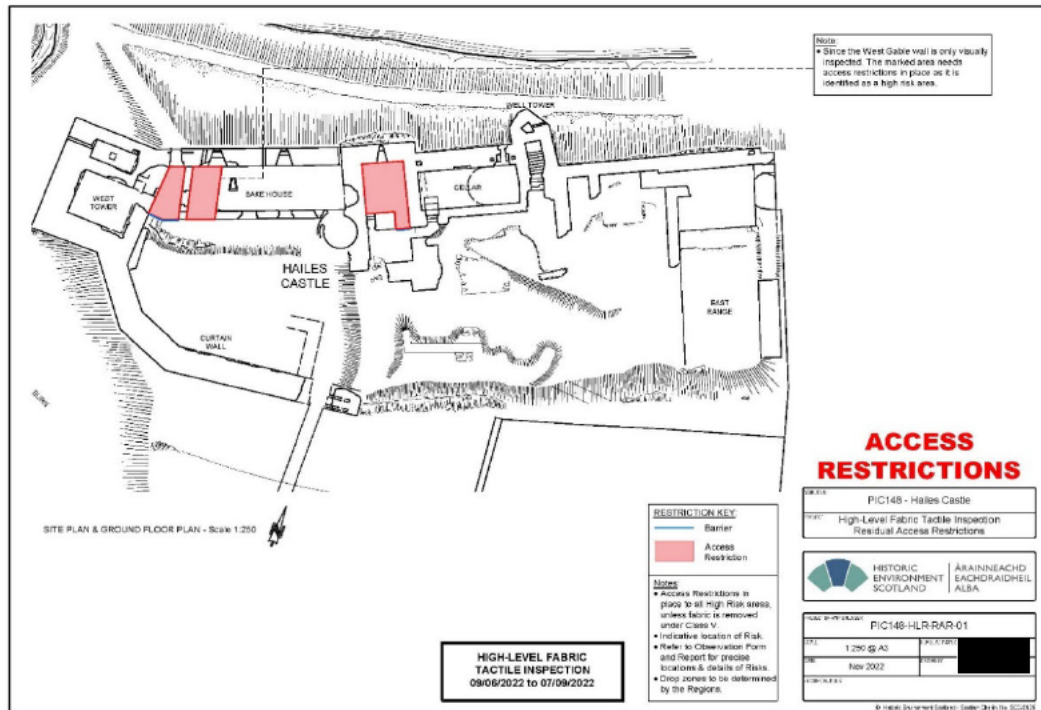 Note:
• Since the West Gable wall is only visually
inspected. The marked area needs
access restrictions in place as it is
identified as a high risk area.
WELL TOWER
WEST
TOWER
BAKE HOUSE
CELLAR
HAILES
CASTLE
CURTAIN
WALL
EAST
RANGE
BURN
SITE PLAN & GROUND FLOOR PLAN - Scale 1:250
HIGH-LEVEL FABRIC
TACTILE INSPECTION
09/06/2022 to 07/09/2022
RESTRICTION KEY:
Barrier
Access
Restriction
Notes:
• Access Restrictions in
place to all High Risk areas,
unless fabric is removed
under Class V.
• Indicative location of Risk.
• Refer to Observation Form
and Report for precise
locations & details of Risks.
• Drop zones to be determined
by the Regions.
ACCESS
RESTRICTIONS
PIC148 - Hailes Castle
High-Level Fabric Tactile Inspection
Residual Access Restrictions
HISTORIC
ENVIRONMENT
SCOTLAND
ÀRAINNEACHD
EACHDRAIDHEIL
ALBA
PIC148-HLR-RAR-01
1:250 @ A3
Nov 2022